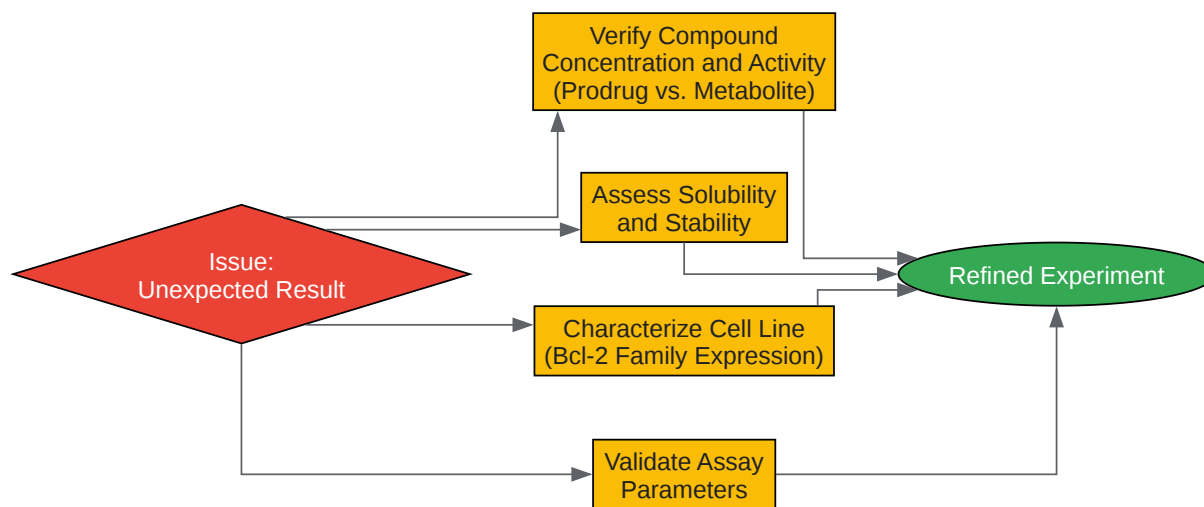 Verify Compound
Concentration and Activity
(Prodrug vs. Metabolite)
Assess Solubility
and Stability
Issue:
Unexpected Result
Refined Experiment
Characterize Cell Line
(Bcl-2 Family Expression)
Validate Assay
Parameters